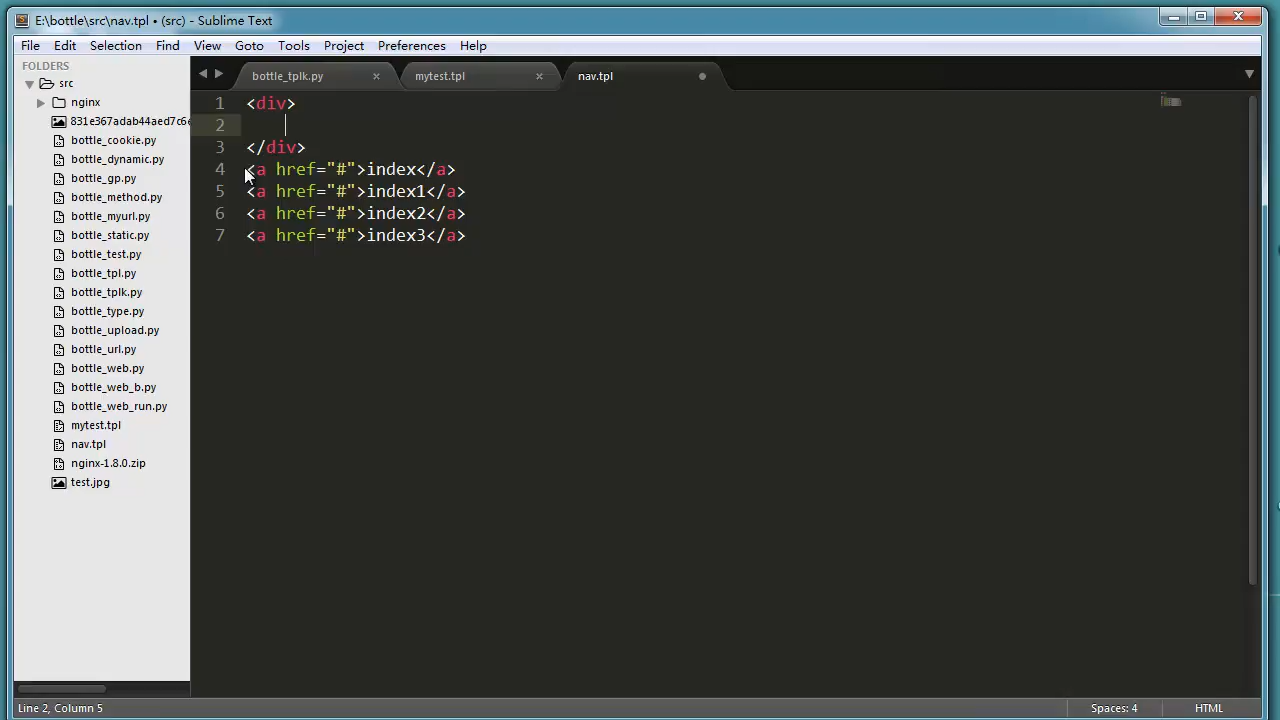 E:\bottle\src\nav.tpl • (src) - Sublime Text
File Edit Selection Find View Goto Tools Project Preferences Help
FOLDERS
src
nginx
831e367adab44aed7c6e
bottle_cookie.py
bottle_dynamic.py
bottle_gp.py
bottle_method.py
bottle_myurl.py
bottle_static.py
bottle_test.py
bottle_tpl.py
bottle_tplk.py
bottle_type.py
bottle_upload.py
bottle_url.py
bottle_web.py
bottle_web_b.py
bottle_web_run.py
mytest.tpl
nav.tpl
nginx-1.8.0.zip
test.jpg
bottle_tplk.py × mytest.tpl × nav.tpl
1 <div>
2
3 </div>
4 <a href="#">index</a>
5 <a href="#">index1</a>
6 <a href="#">index2</a>
7 <a href="#">index3</a>
Line 2, Column 5 Spaces: 4 HTML